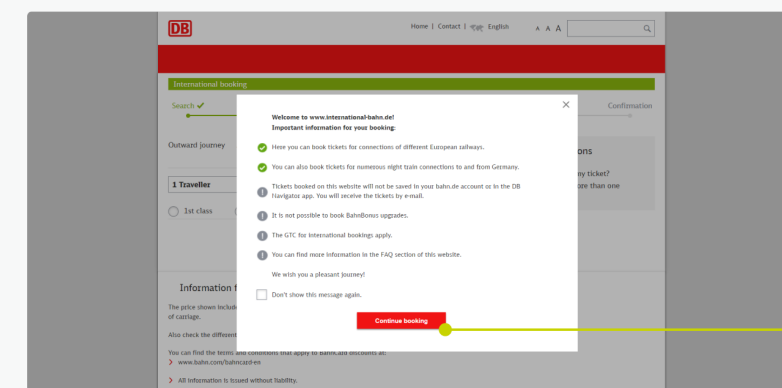 DB
Home | Contact | English A A A
International booking
Search Confirmation
Outward journey
1 Traveller
1st class
ons
ny ticket?
ore than one
Welcome to www.international-bahn.de!
Important information for your booking:
Here you can book tickets for connections of different European railways.
You can also book tickets for numerous night train connections to and from Germany.
Tickets booked on this website will not be saved in your bahn.de account or in the DB
Navigator app. You will receive the tickets by e-mail.
It is not possible to book BahnBonus upgrades.
The GTC for international bookings apply.
You can find more information in the FAQ section of this website.
We wish you a pleasant journey!
Don't show this message again.
Continue booking
Information f
The price shown include
of carriage.
Also check the different
You can find the terms and conditions that apply to BahnCard discounts at:
www.bahn.com/bahncard-en
All information is issued without liability.